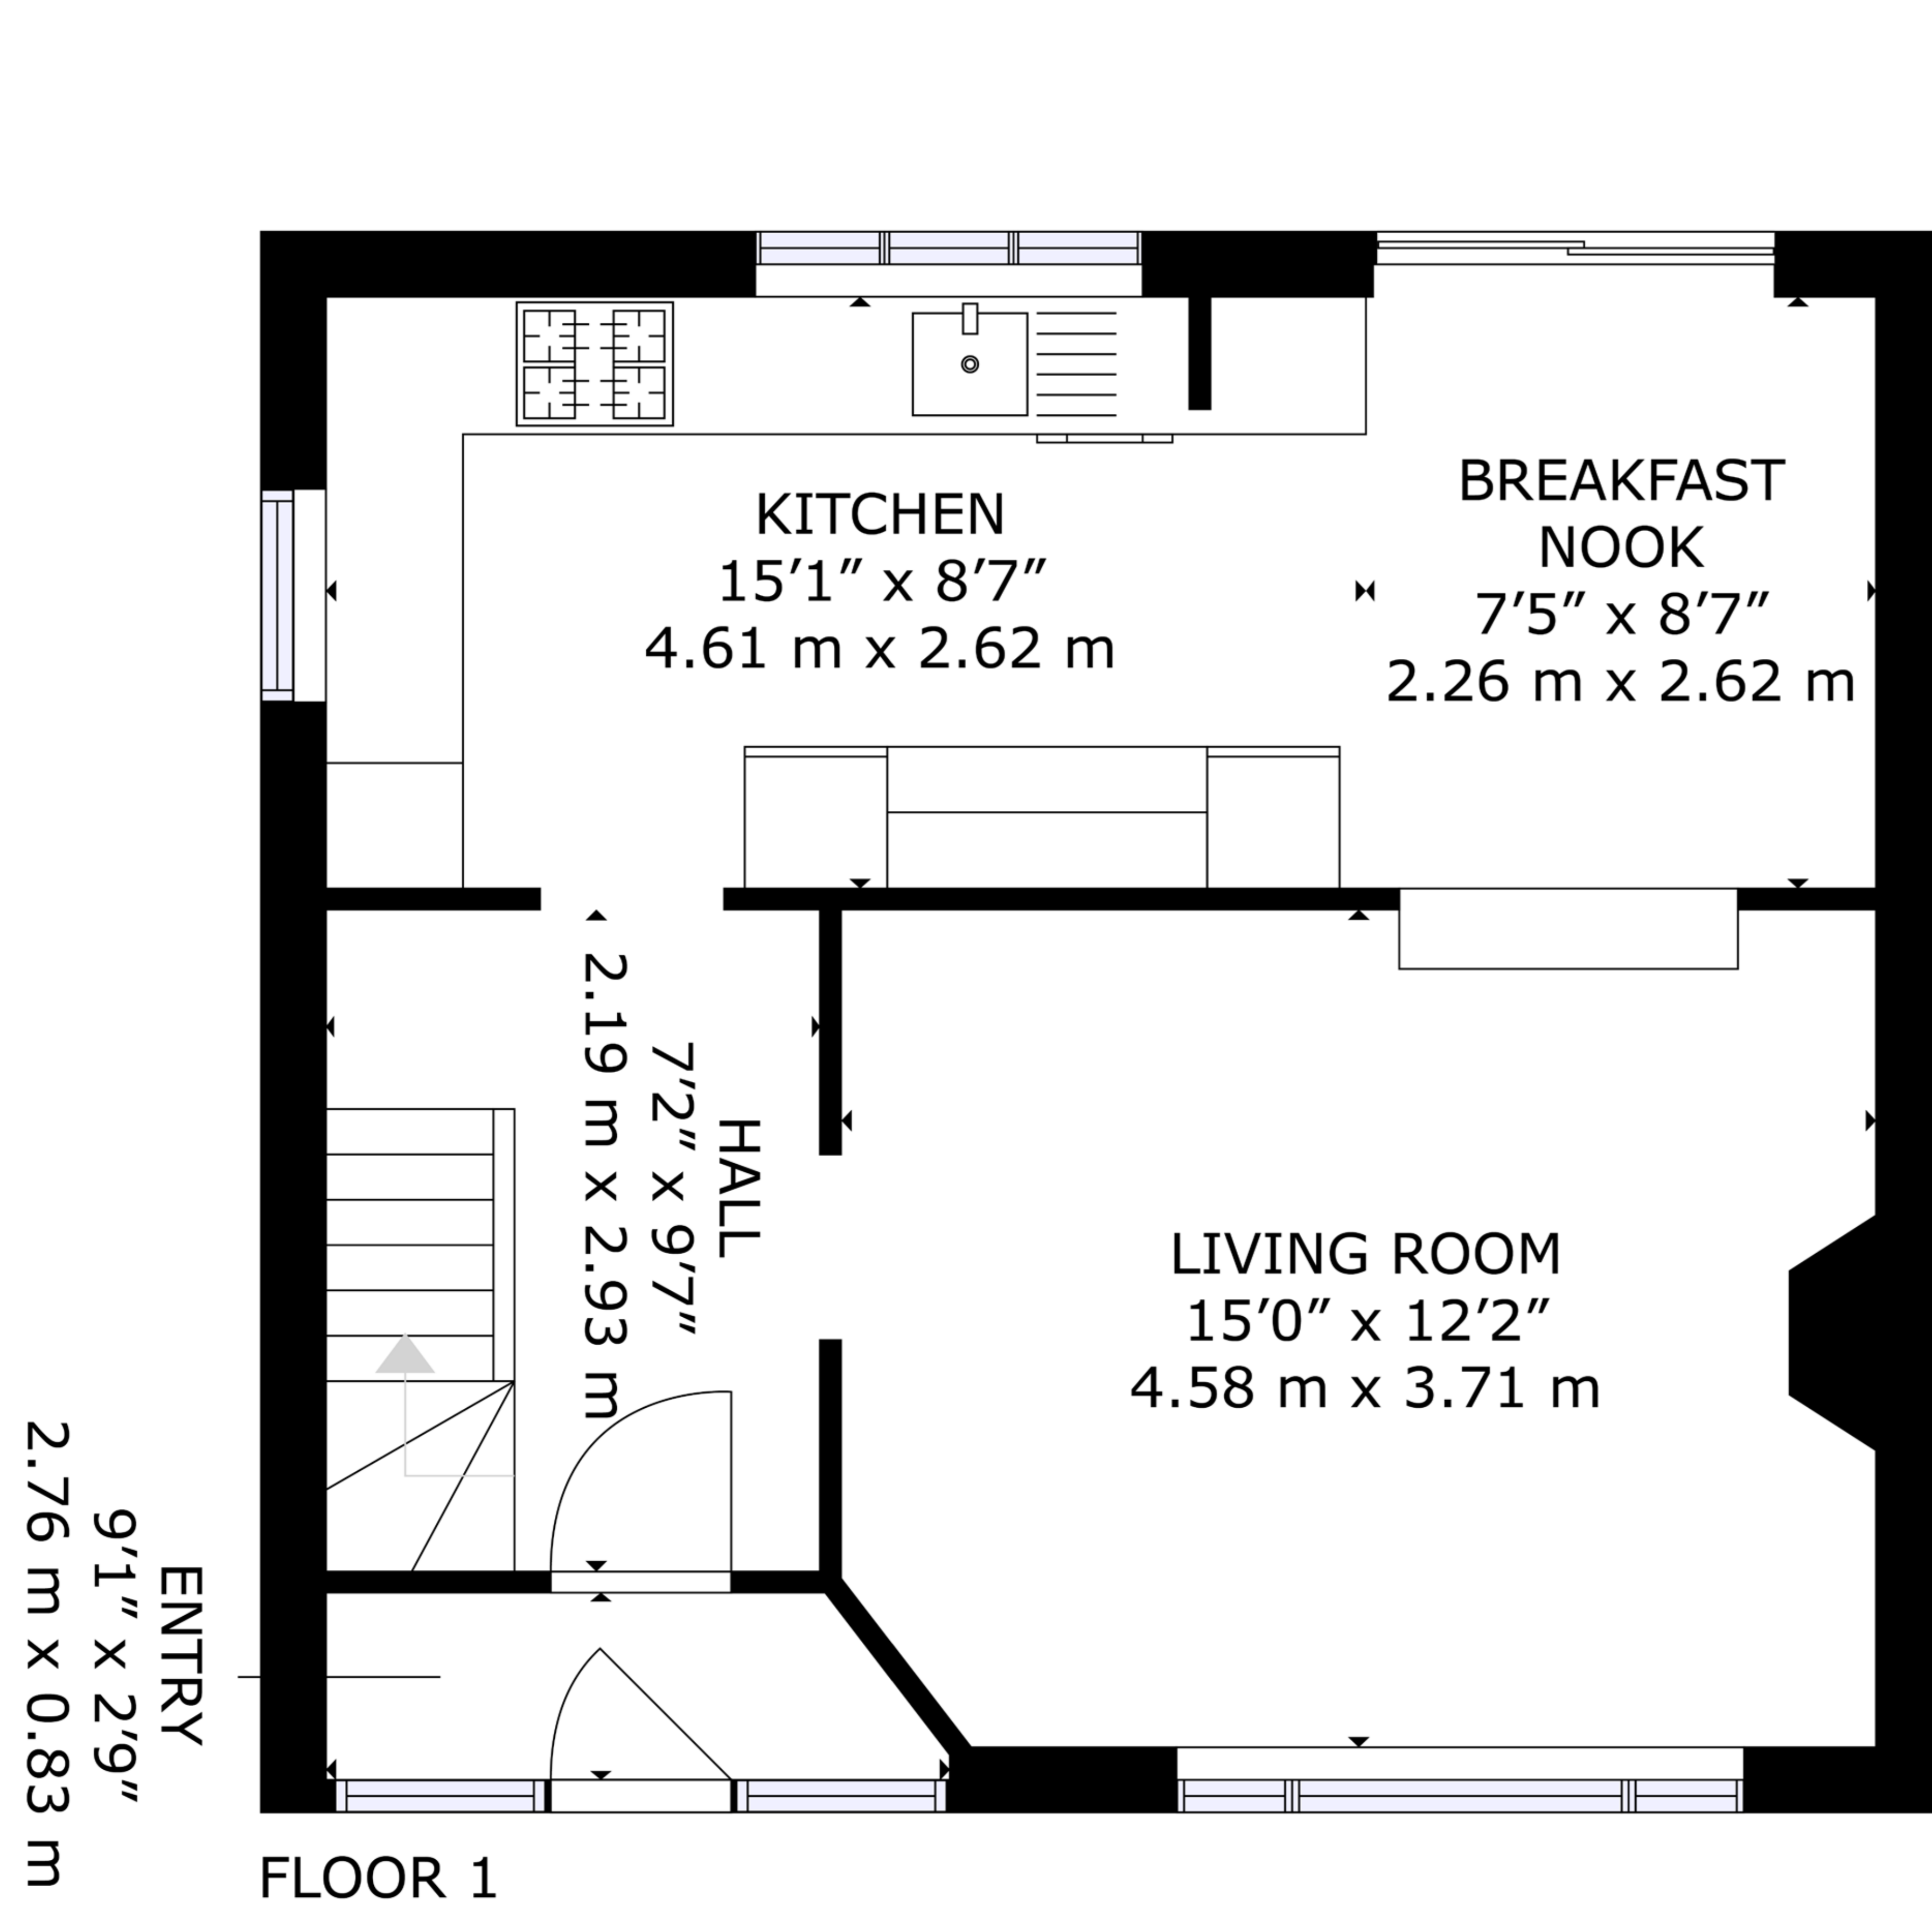 KITCHEN
15′1″ x 8′7″
4.61 m x 2.62 m
BREAKFAST
NOOK
7′5″ x 8′7″
2.26 m x 2.62 m
HALL
7′2″ x 9′7″
2.19 m x 2.93 m
LIVING ROOM
15′0″ x 12′2″
4.58 m x 3.71 m
ENTRY
9′1″ x 2′9″
2.76 m x 0.83 m
FLOOR 1